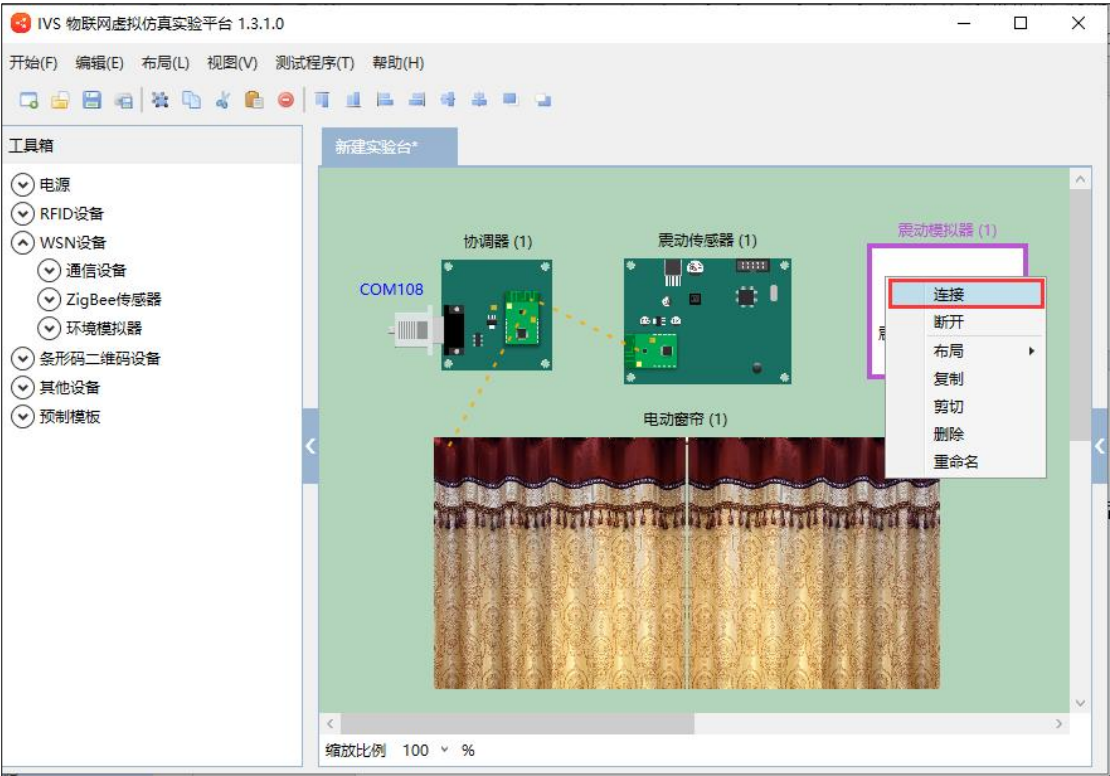 IVS 物联网虚拟仿真实验平台 1.3.1.0
开始(F) 编辑(E) 布局(L) 视图(V) 测试程序(T) 帮助(H)
工具箱
电源
RFID设备
WSN设备
通信设备
ZigBee传感器
环境模拟器
条形码二维码设备
其他设备
预制模板
新建实验台*
协调器 (1)
震动传感器 (1)
震动模拟器 (1)
COM108
连接
断开
布局
复制
剪切
删除
重命名
电动窗帘 (1)
缩放比例 100 %